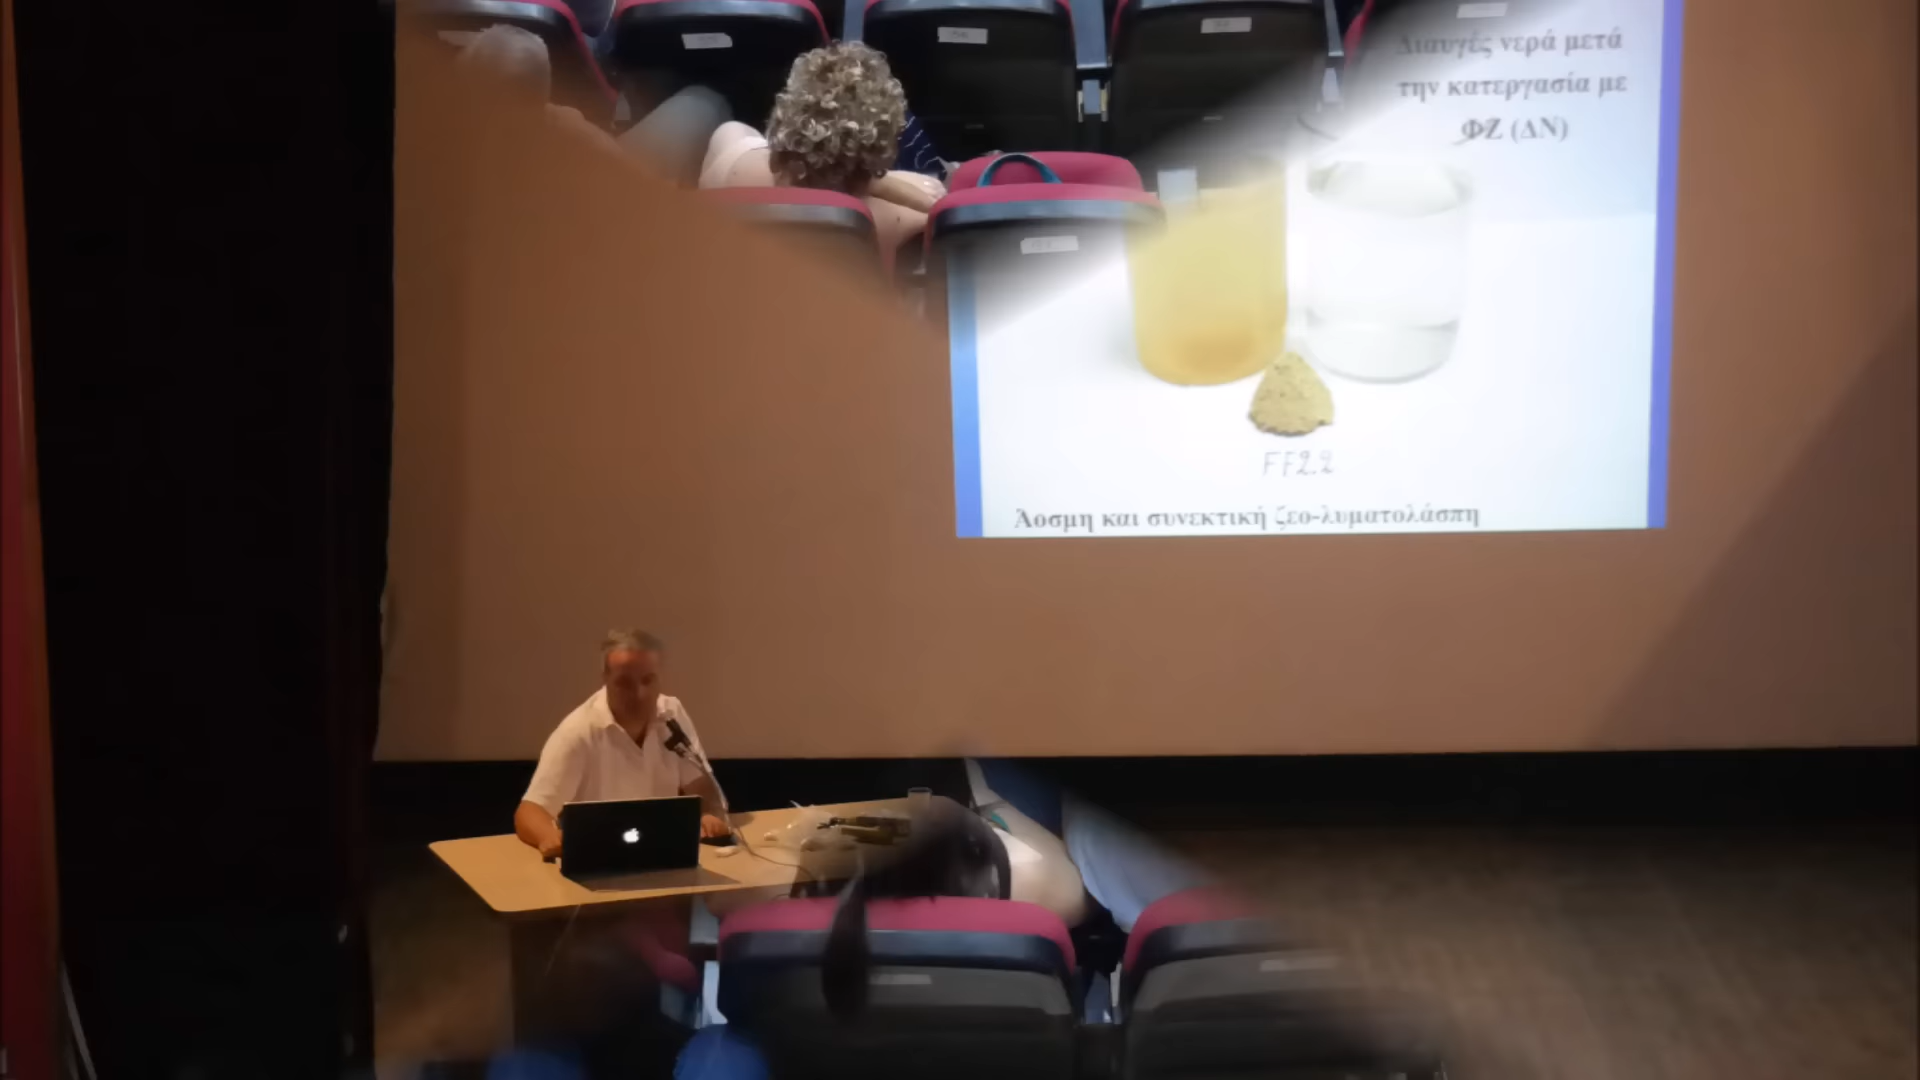 Διαυγές νερά μετά
την κατεργασία με
ΦΖ (ΔΝ)
FF2.2
Άοσμη και συνεκτική ζεο-λυματολάσπη